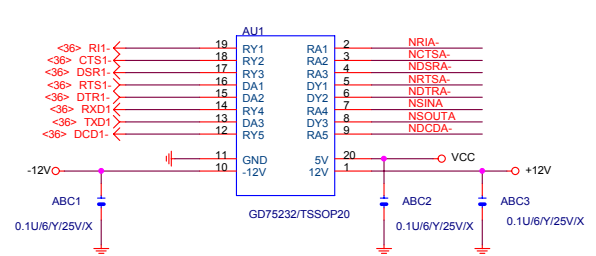 AU1
<36> RI1- 19 RY1 RA1 2 NRIA-
<36> CTS1- 18 RY2 RA2 3 NCTSA-
<36> DSR1- 17 RY3 RA3 4 NDSRA-
<36> RTS1- 16 DA1 DY1 5 NRTSA-
<36> DTR1- 15 DA2 DY2 6 NDTRA-
<36> RXD1 14 RY4 RA4 7 NSINA
<36> TXD1 13 DA3 DY3 8 NSOUTA
<36> DCD1- 12 RY5 RA5 9 NDCDA-
11 GND 5V 20 VCC
-12V 10 -12V 12V 1 +12V
ABC1 ABC2 ABC3
GD75232/TSSOP20
0.1U/6/Y/25V/X 0.1U/6/Y/25V/X 0.1U/6/Y/25V/X